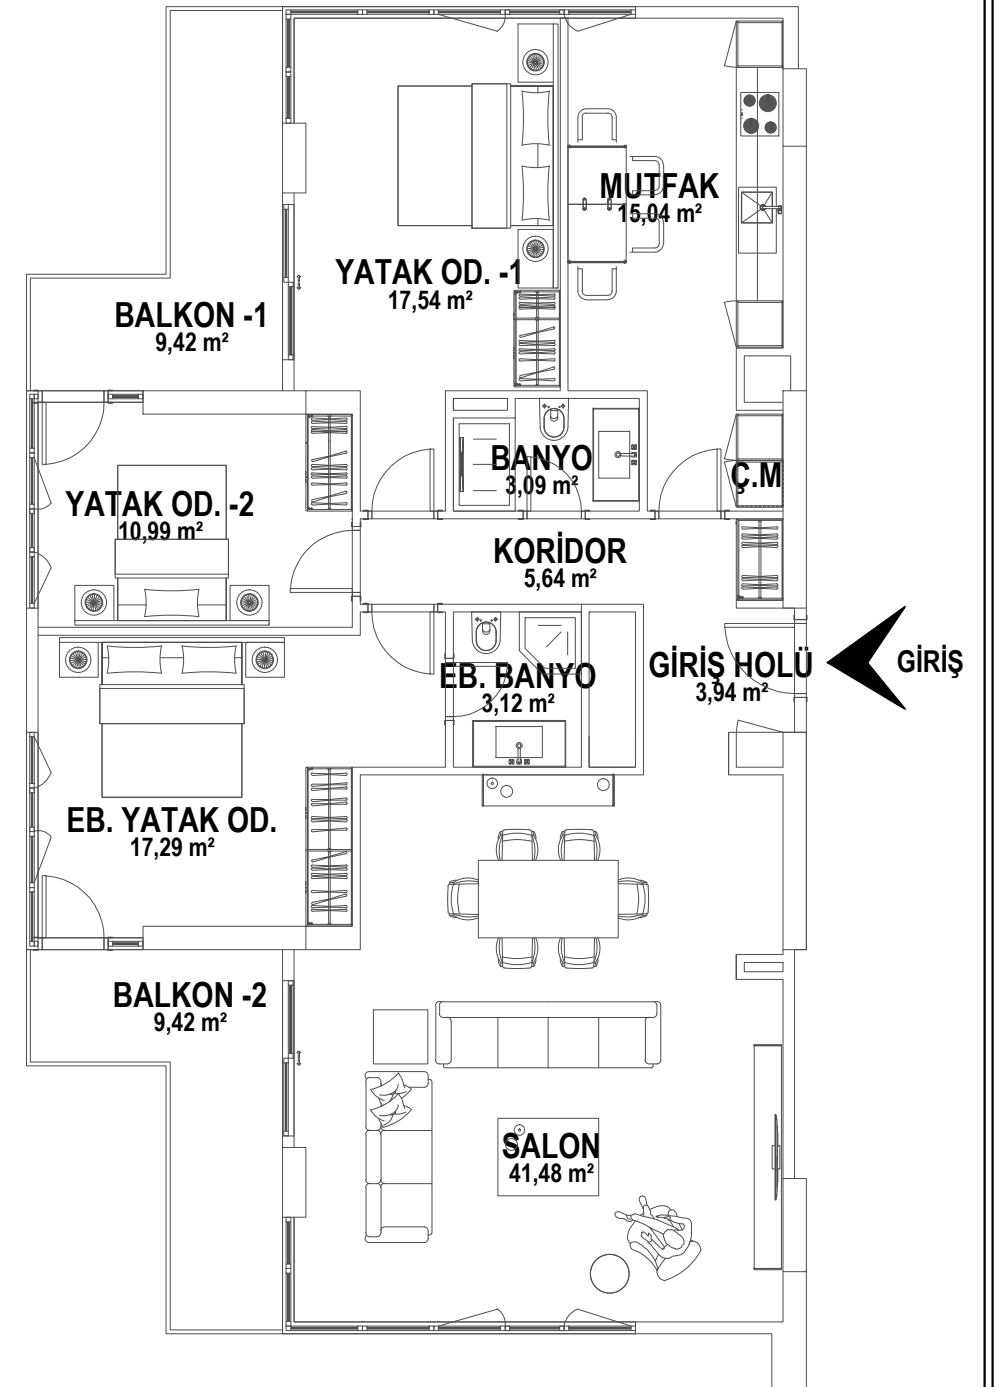 MUTFAK
15,04 m²
YATAK OD. -1
17,54 m²
BALKON -1
9,42 m²
BANYO
3,09 m²
Ç.M
YATAK OD. -2
10,99 m²
KORİDOR
5,64 m²
GİRİŞ HOLÜ
3,94 m²
GİRİŞ
EB. BANYO
3,12 m²
EB. YATAK OD.
17,29 m²
BALKON -2
9,42 m²
SALON
41,48 m²